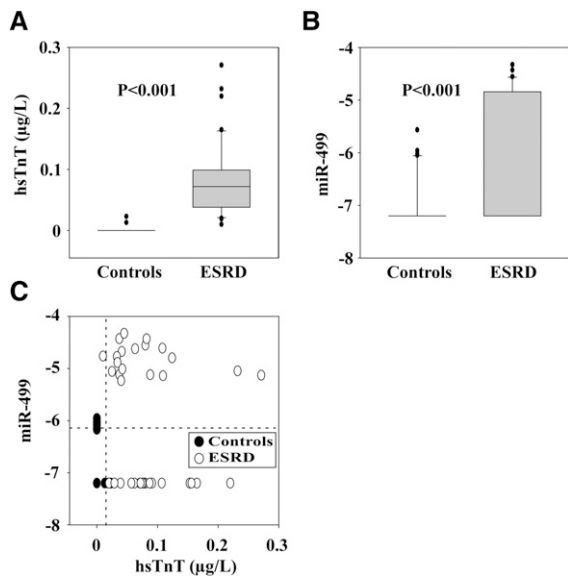 A
0.3
0.2
0.1
0
hsTnT (µg/L)
P<0.001
Controls
ESRD
B
-4
-5
-6
-7
-8
miR-499
P<0.001
Controls
ESRD
C
-4
-5
-6
-7
-8
miR-499
Controls
ESRD
0
0.1
0.2
0.3
hsTnT (µg/L)